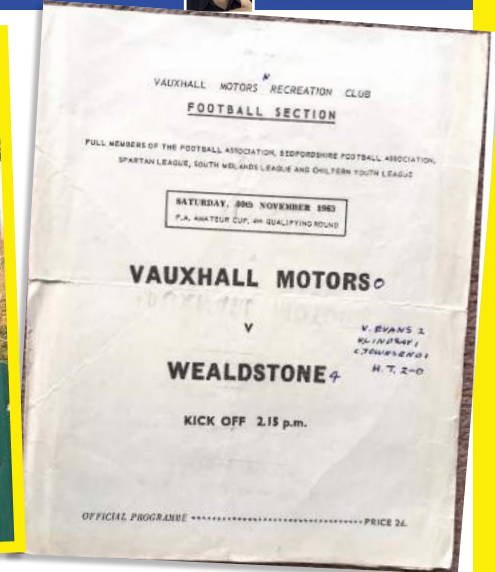 VAUXHALL MOTORS RECREATION CLUB
FOOTBALL SECTION
FULL MEMBERS OF THE FOOTBALL ASSOCIATION, BEDFORDSHIRE FOOTBALL ASSOCIATION,
SPARTAN LEAGUE, SOUTH MIDLANDS LEAGUE AND CHILTERN YOUTH LEAGUE
SATURDAY, 30th NOVEMBER 1963
F.A. AMATEUR CUP, 4th QUALIFYING ROUND
VAUXHALL MOTORS 0
V
V. EVANS 2
LINDSAY 1
C. TOWNSEND 1
WEALDSTONE 4
H.T. 2-0
KICK OFF 2.15 p.m.
OFFICIAL PROGRAMME PRICE 2d.